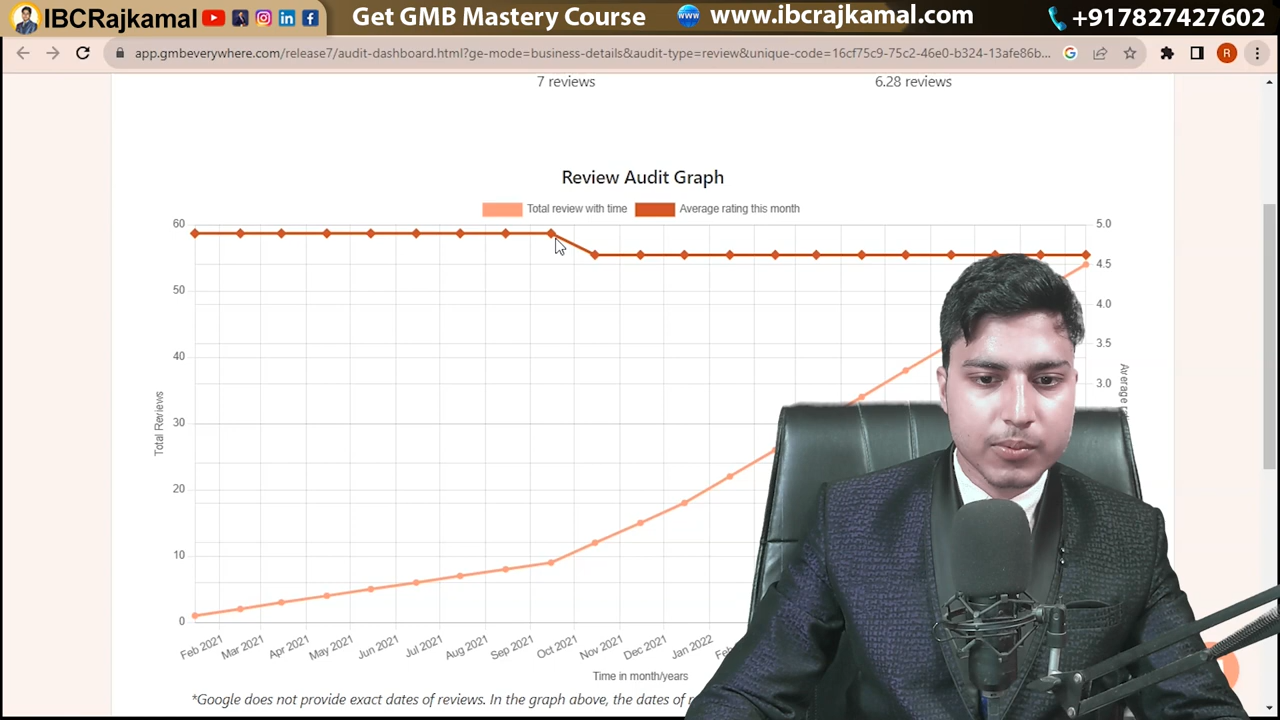 IBCRajkamal
Get GMB Mastery Course
www.ibcrajkamal.com
+917827427602
app.gmbeverywhere.com/release7/audit-dashboard.html?ge-mode=business-details&audit-type=review&unique-code=16cf75c9-75c2-46e0-b324-13afe86b...
R
7 reviews
6.28 reviews
Review Audit Graph
Total review with time
Average rating this month
60
50
40
30
20
10
0
5.0
4.5
4.0
3.5
3.0
Total Reviews
Feb 2021
Mar 2021
Apr 2021
May 2021
Jun 2021
Jul 2021
Aug 2021
Sep 2021
Oct 2021
Nov 2021
Dec 2021
Jan 2022
Time in month/years
*Google does not provide exact dates of reviews. In the graph above, the dates of